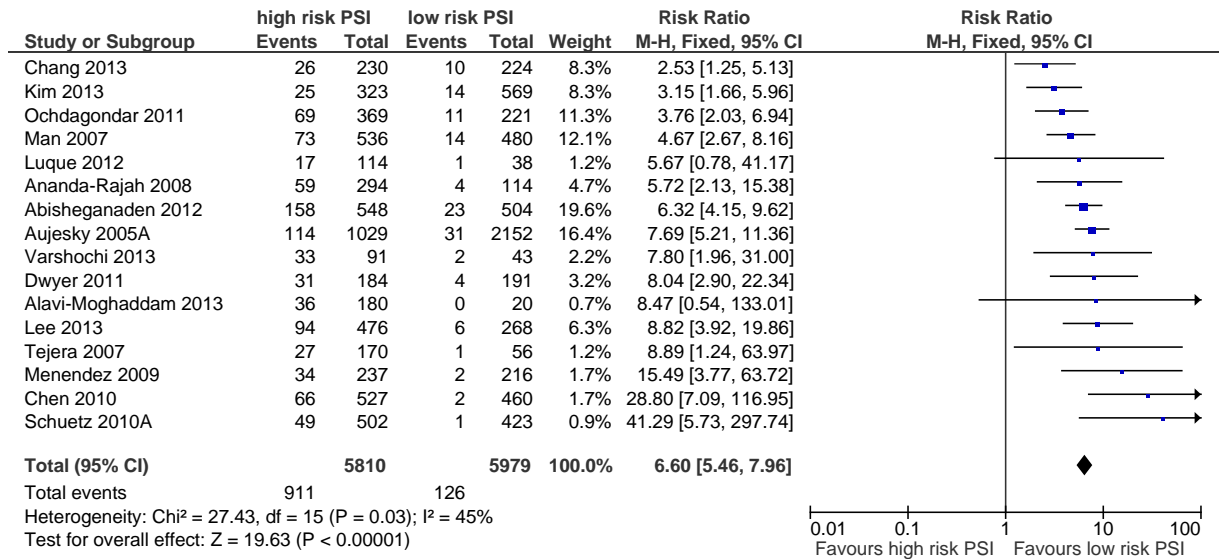 high risk PSI low risk PSI Risk Ratio Risk Ratio
Study or Subgroup Events Total Events Total Weight M-H, Fixed, 95% CI M-H, Fixed, 95% CI
Chang 2013 26 230 10 224 8.3% 2.53 [1.25, 5.13]
Kim 2013 25 323 14 569 8.3% 3.15 [1.66, 5.96]
Ochdagondar 2011 69 369 11 221 11.3% 3.76 [2.03, 6.94]
Man 2007 73 536 14 480 12.1% 4.67 [2.67, 8.16]
Luque 2012 17 114 1 38 1.2% 5.67 [0.78, 41.17]
Ananda-Rajah 2008 59 294 4 114 4.7% 5.72 [2.13, 15.38]
Abisheganaden 2012 158 548 23 504 19.6% 6.32 [4.15, 9.62]
Aujesky 2005A 114 1029 31 2152 16.4% 7.69 [5.21, 11.36]
Varshochi 2013 33 91 2 43 2.2% 7.80 [1.96, 31.00]
Dwyer 2011 31 184 4 191 3.2% 8.04 [2.90, 22.34]
Alavi-Moghaddam 2013 36 180 0 20 0.7% 8.47 [0.54, 133.01]
Lee 2013 94 476 6 268 6.3% 8.82 [3.92, 19.86]
Tejera 2007 27 170 1 56 1.2% 8.89 [1.24, 63.97]
Menendez 2009 34 237 2 216 1.7% 15.49 [3.77, 63.72]
Chen 2010 66 527 2 460 1.7% 28.80 [7.09, 116.95]
Schuetz 2010A 49 502 1 423 0.9% 41.29 [5.73, 297.74]
Total (95% CI) 5810 5979 100.0% 6.60 [5.46, 7.96]
Total events 911 126
Heterogeneity: Chi² = 27.43, df = 15 (P = 0.03); I² = 45%
Test for overall effect: Z = 19.63 (P < 0.00001)
0.01 0.1 1 10 100
Favours high risk PSI Favours low risk PSI